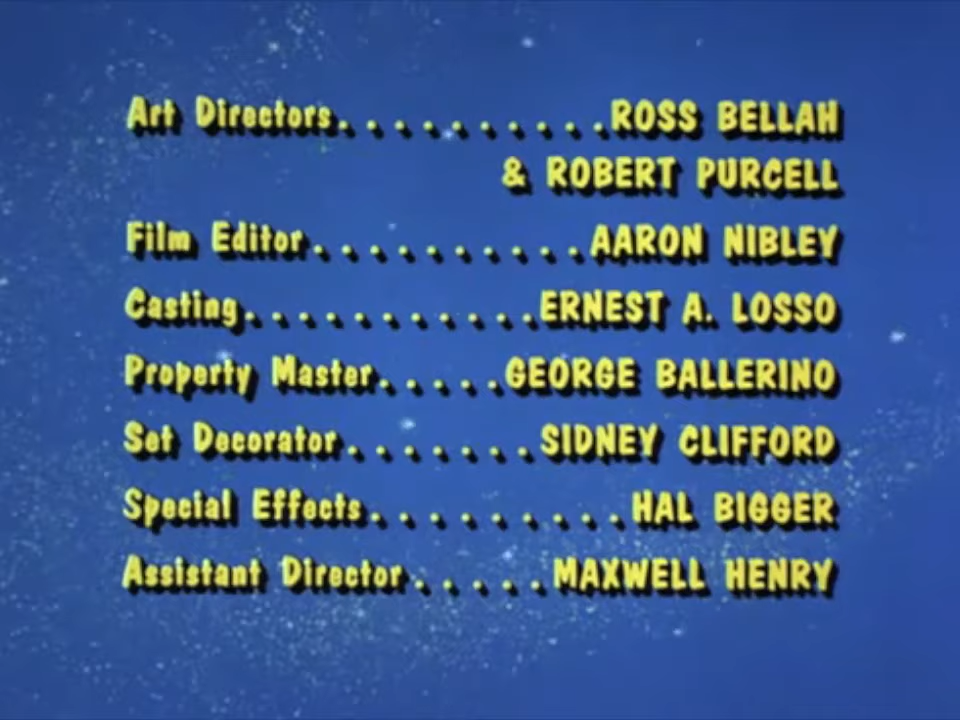 Art Directors..........ROSS BELLAH
& ROBERT PURCELL
Film Editor..........AARON NIBLEY
Casting...........ERNEST A. LOSSO
Property Master.....GEORGE BALLERINO
Set Decorator.......SIDNEY CLIFFORD
Special Effects.........HAL BIGGER
Assistant Director.....MAXWELL HENRY